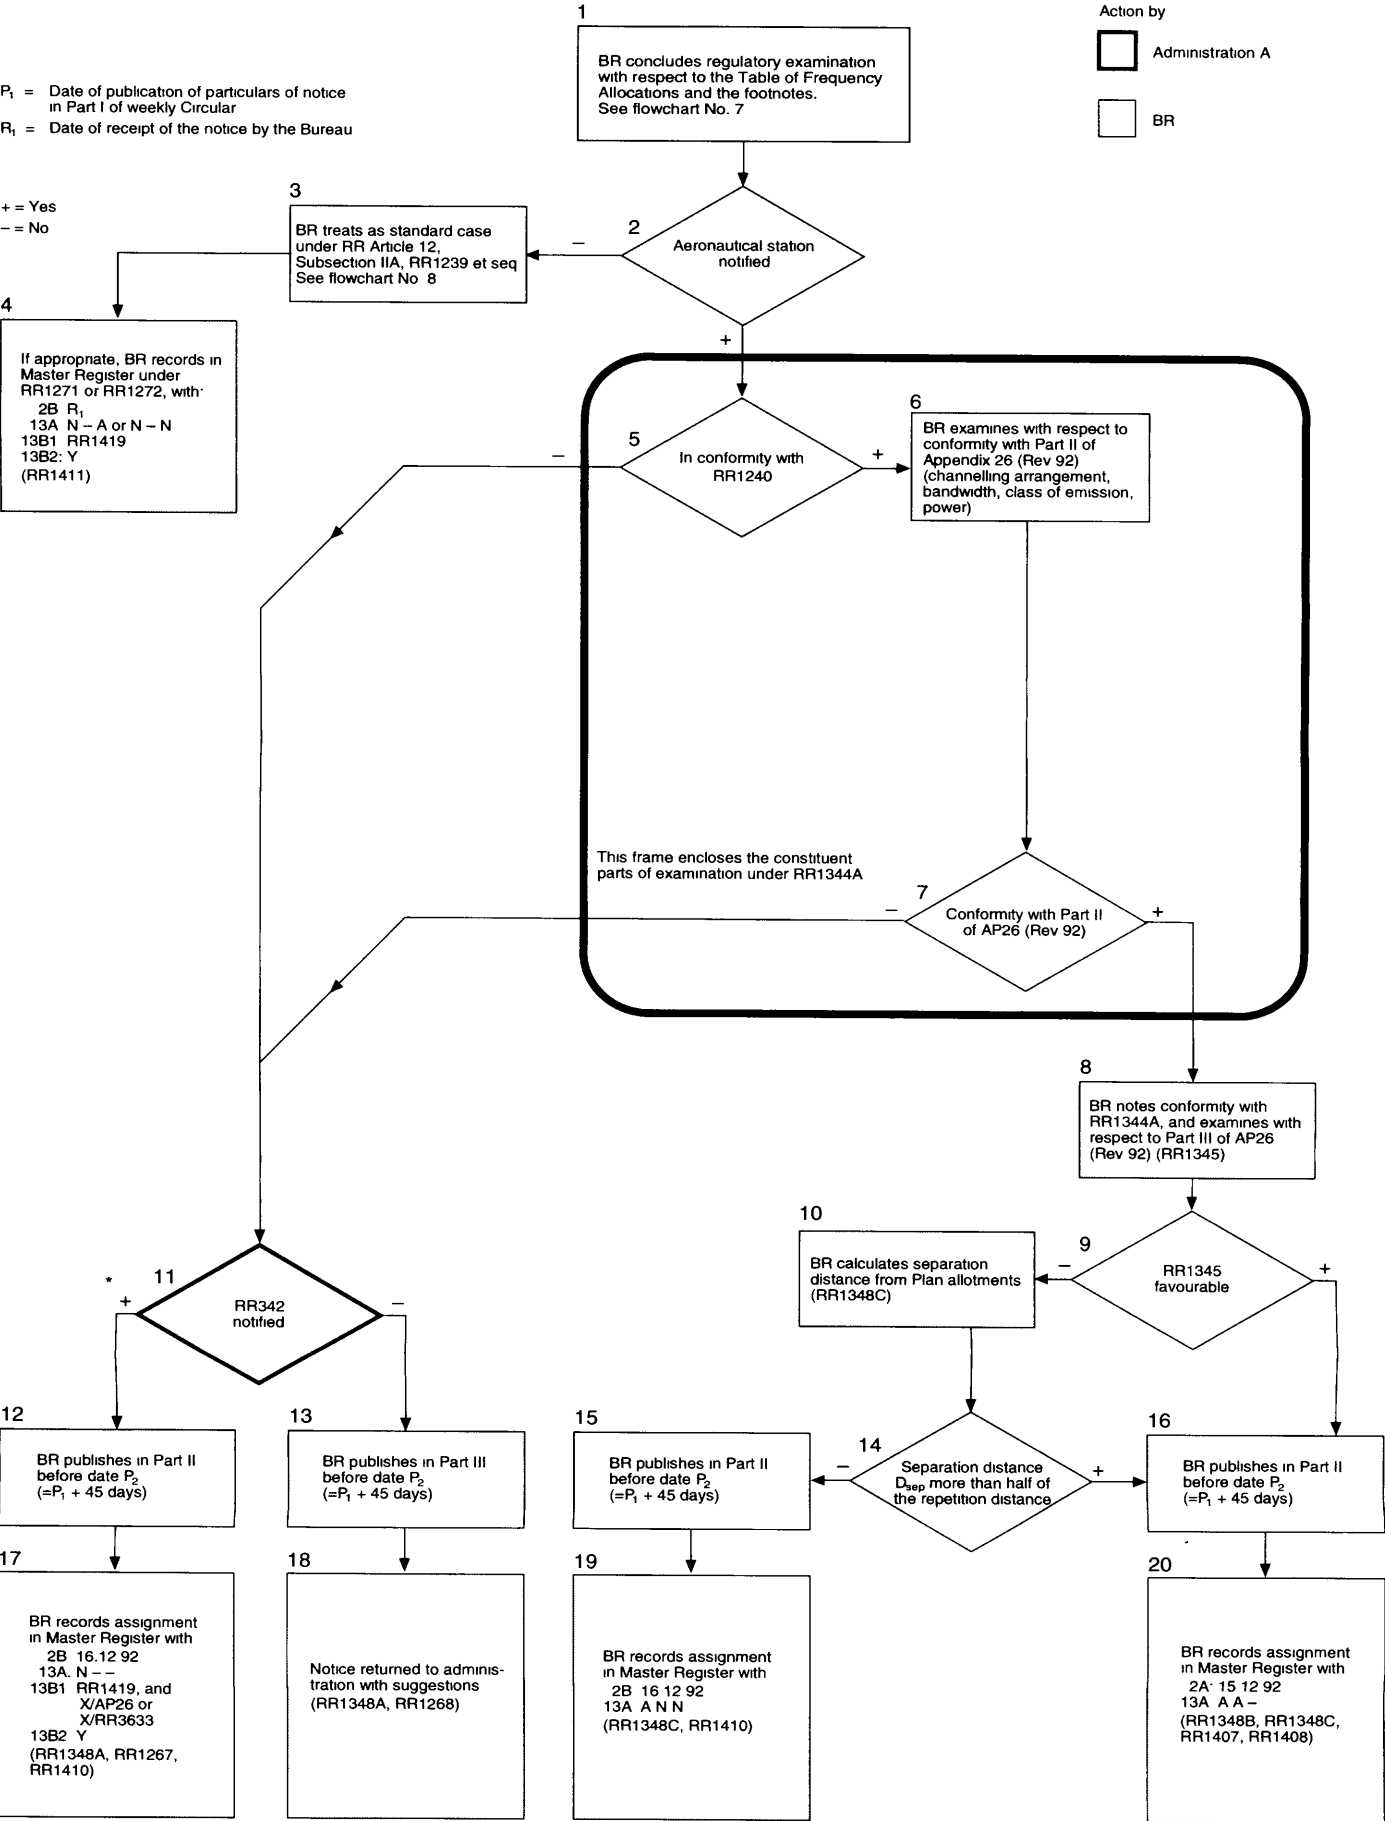 Action by
Administration A
BR
P₁ = Date of publication of particulars of notice
in Part I of weekly Circular
R₁ = Date of receipt of the notice by the Bureau
+ = Yes
– = No
1
BR concludes regulatory examination
with respect to the Table of Frequency
Allocations and the footnotes.
See flowchart No. 7
2
Aeronautical station
notified
–
+
3
BR treats as standard case
under RR Article 12,
Subsection IIA, RR1239 et seq
See flowchart No 8
4
If appropriate, BR records in
Master Register under
RR1271 or RR1272, with·
2B R₁
13A N – A or N – N
13B1 RR1419
13B2: Y
(RR1411)
5
In conformity with
RR1240
–
+
6
BR examines with respect to
conformity with Part II of
Appendix 26 (Rev 92)
(channelling arrangement,
bandwidth, class of emission,
power)
This frame encloses the constituent
parts of examination under RR1344A
7
Conformity with Part II
of AP26 (Rev 92)
–
+
8
BR notes conformity with
RR1344A, and examines with
respect to Part III of AP26
(Rev 92) (RR1345)
9
RR1345
favourable
–
+
10
BR calculates separation
distance from Plan allotments
(RR1348C)
*
11
RR342
notified
+
–
12
BR publishes in Part II
before date P₂
(=P₁ + 45 days)
13
BR publishes in Part III
before date P₂
(=P₁ + 45 days)
14
Separation distance
Dsep more than half of
the repetition distance
–
+
15
BR publishes in Part II
before date P₂
(=P₁ + 45 days)
16
BR publishes in Part II
before date P₂
(=P₁ + 45 days)
17
BR records assignment
in Master Register with
2B 16.12 92
13A. N – –
13B1 RR1419, and
X/AP26 or
X/RR3633
13B2 Y
(RR1348A, RR1267,
RR1410)
18
Notice returned to adminis-
tration with suggestions
(RR1348A, RR1268)
19
BR records assignment
in Master Register with
2B 16 12 92
13A A N N
(RR1348C, RR1410)
20
BR records assignment
in Master Register with
2A· 15 12 92
13A A A –
(RR1348B, RR1348C,
RR1407, RR1408)